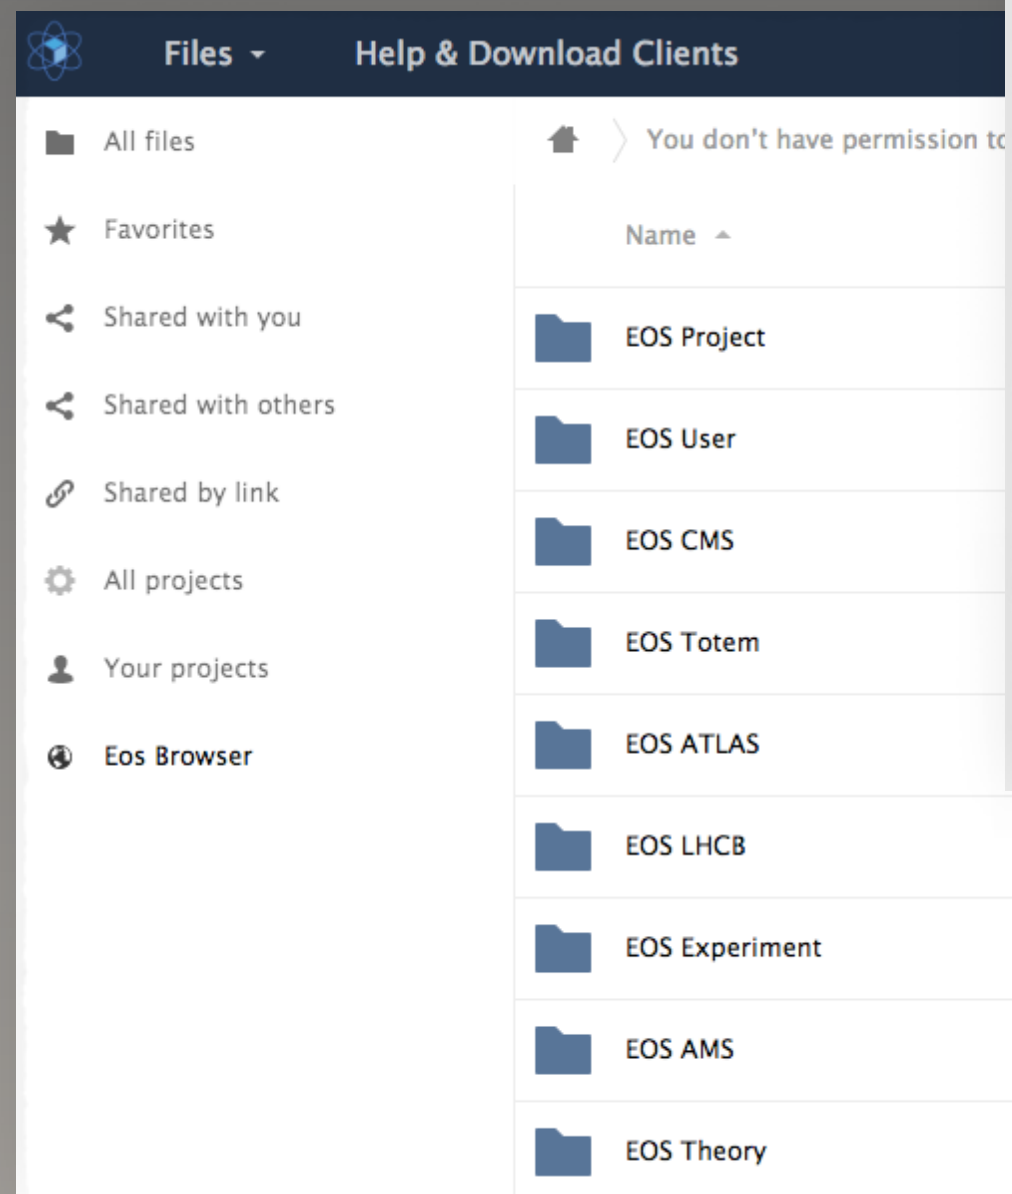 Files Help & Download Clients
All files
Favorites
Shared with you
Shared with others
Shared by link
All projects
Your projects
Eos Browser
You don't have permission to
Name
EOS Project
EOS User
EOS CMS
EOS Totem
EOS ATLAS
EOS LHCB
EOS Experiment
EOS AMS
EOS Theory